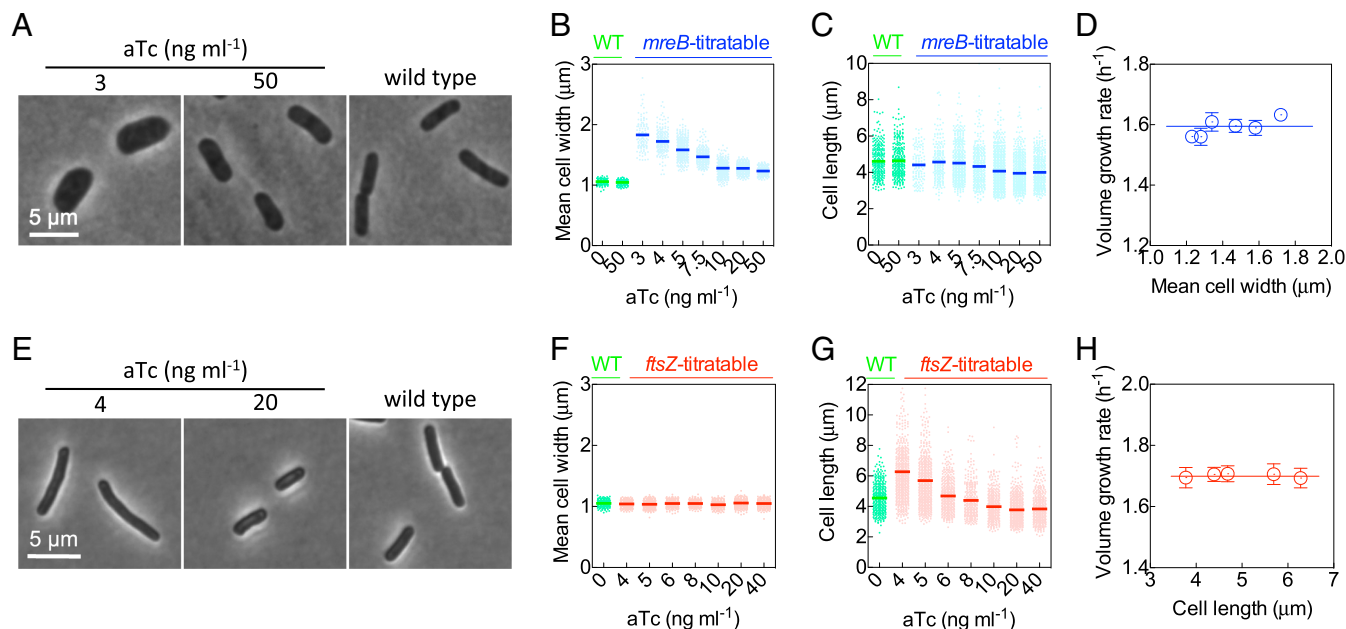 A
aTc (ng ml-1)
3
50
wild type
5 μm
B
WT
mreB-titratable
Mean cell width (μm)
3
2
1
0
0
50
3
4
5
7.5
10
20
50
aTc (ng ml-1)
C
WT
mreB-titratable
Cell length (μm)
10
8
6
4
2
0
0
50
3
4
5
7.5
10
20
50
aTc (ng ml-1)
D
Volume growth rate (h-1)
1.8
1.6
1.4
1.2
1.0
1.2
1.4
1.6
1.8
2.0
Mean cell width (μm)
E
aTc (ng ml-1)
4
20
wild type
5 μm
F
WT
ftsZ-titratable
Mean cell width (μm)
3
2
1
0
0
4
5
6
8
10
20
40
aTc (ng ml-1)
G
WT
ftsZ-titratable
Cell length (μm)
12
10
8
6
4
2
0
0
4
5
6
8
10
20
40
aTc (ng ml-1)
H
Volume growth rate (h-1)
2.0
1.8
1.6
1.4
3
4
5
6
7
Cell length (μm)